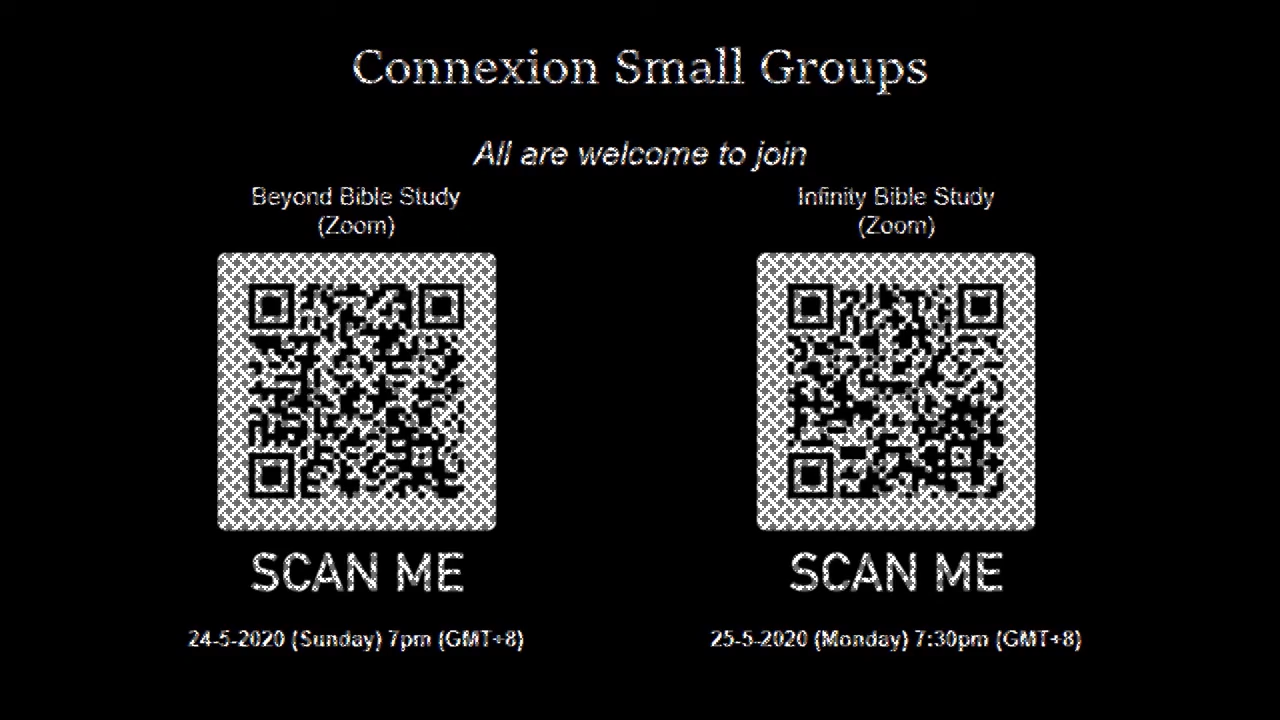 Connexion Small Groups
All are welcome to join
Beyond Bible Study
(Zoom)
SCAN ME
24-5-2020 (Sunday) 7pm (GMT+8)
Infinity Bible Study
(Zoom)
SCAN ME
25-5-2020 (Monday) 7:30pm (GMT+8)